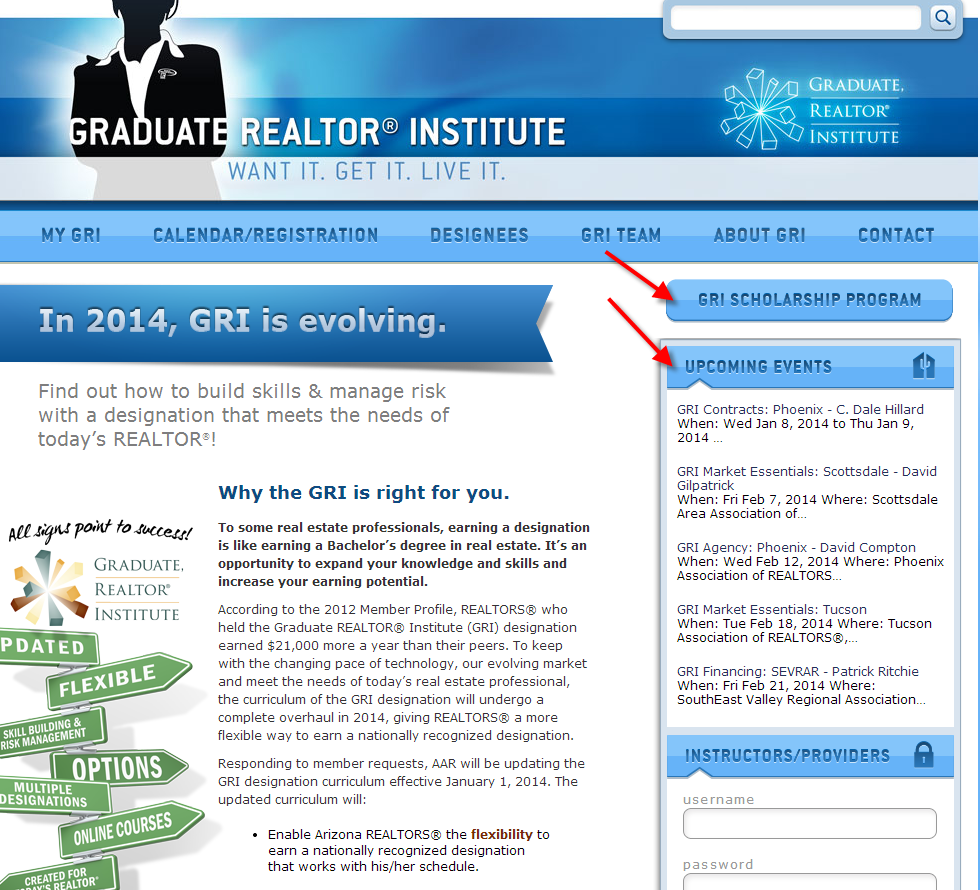 GRADUATE REALTOR® INSTITUTE
WANT IT. GET IT. LIVE IT.
GRADUATE,
REALTOR®
INSTITUTE
MY GRI
CALENDAR/REGISTRATION
DESIGNEES
GRI TEAM
ABOUT GRI
CONTACT
In 2014, GRI is evolving.
Find out how to build skills & manage risk
with a designation that meets the needs of
today's REALTOR®!
All signs point to success!
GRADUATE,
REALTOR®
INSTITUTE
PDATED
FLEXIBLE
SKILL BUILDING &
RISK MANAGEMENT
OPTIONS
MULTIPLE
DESIGNATIONS
ONLINE COURSES
CREATED FOR
TODAY'S REALTOR®
Why the GRI is right for you.
To some real estate professionals, earning a designation
is like earning a Bachelor's degree in real estate. It's an
opportunity to expand your knowledge and skills and
increase your earning potential.
According to the 2012 Member Profile, REALTORS® who
held the Graduate REALTOR® Institute (GRI) designation
earned $21,000 more a year than their peers. To keep
with the changing pace of technology, our evolving market
and meet the needs of today's real estate professional,
the curriculum of the GRI designation will undergo a
complete overhaul in 2014, giving REALTORS® a more
flexible way to earn a nationally recognized designation.
Responding to member requests, AAR will be updating the
GRI designation curriculum effective January 1, 2014. The
updated curriculum will:
• Enable Arizona REALTORS® the flexibility to
earn a nationally recognized designation
that works with his/her schedule.
GRI SCHOLARSHIP PROGRAM
UPCOMING EVENTS
GRI Contracts: Phoenix - C. Dale Hillard
When: Wed Jan 8, 2014 to Thu Jan 9,
2014 ...
GRI Market Essentials: Scottsdale - David
Gilpatrick
When: Fri Feb 7, 2014 Where: Scottsdale
Area Association of...
GRI Agency: Phoenix - David Compton
When: Wed Feb 12, 2014 Where: Phoenix
Association of REALTORS...
GRI Market Essentials: Tucson
When: Tue Feb 18, 2014 Where: Tucson
Association of REALTORS®,...
GRI Financing: SEVRAR - Patrick Ritchie
When: Fri Feb 21, 2014 Where:
SouthEast Valley Regional Association...
INSTRUCTORS/PROVIDERS
username
password